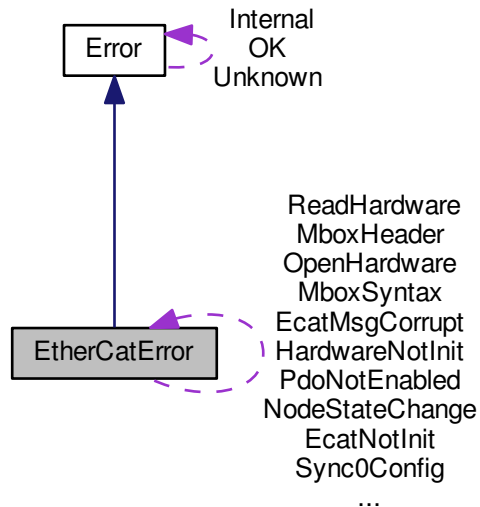 Internal
Error
OK
Unknown
ReadHardware
MboxHeader
OpenHardware
MboxSyntax
EcatMsgCorrupt
EtherCatError
HardwareNotInit
PdoNotEnabled
NodeStateChange
EcatNotInit
Sync0Config
...